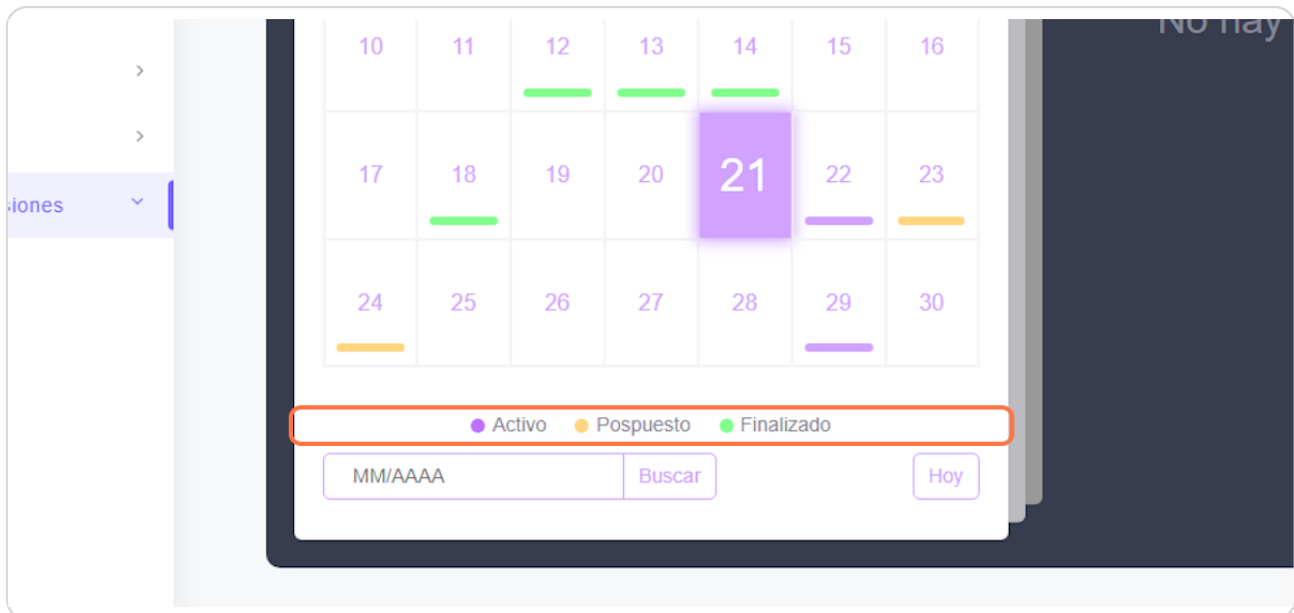 No hay
10 11 12 13 14 15 16
17 18 19 20 21 22 23
siones
24 25 26 27 28 29 30
Activo Pospuesto Finalizado
MM/AAAA Buscar Hoy